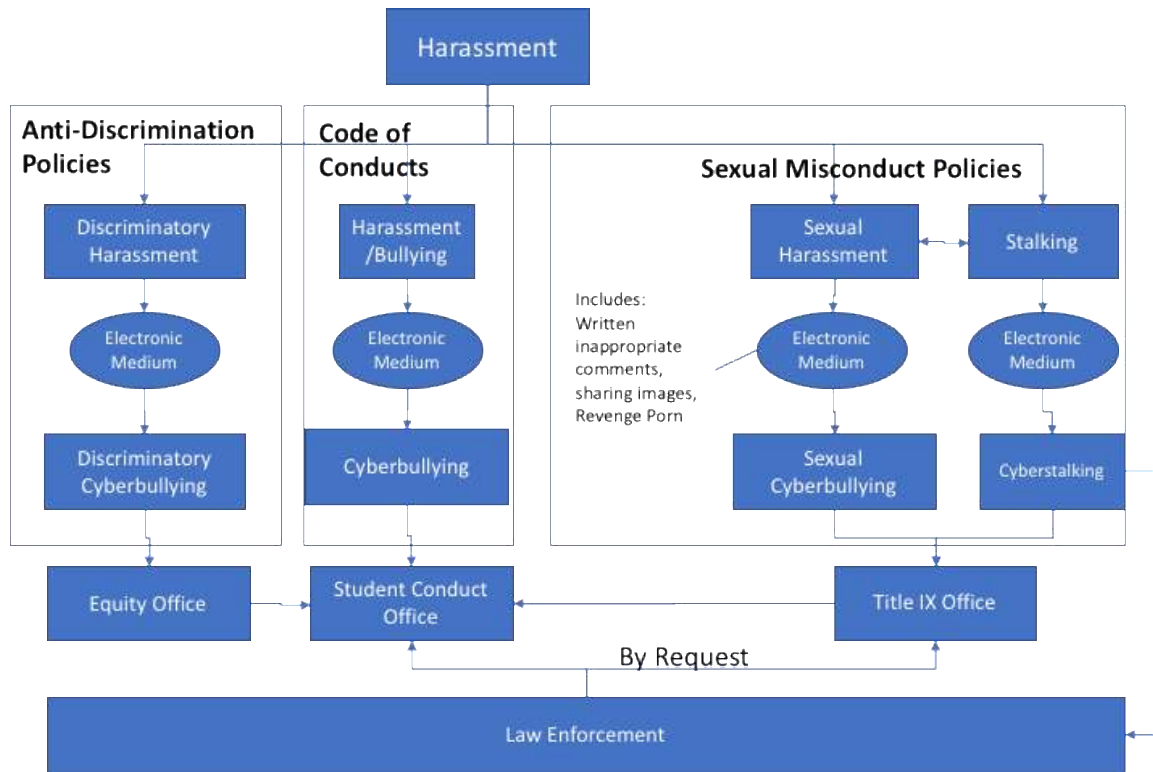 Harassment
Anti-Discrimination
Policies
Code of
Conducts
Sexual Misconduct Policies
Discriminatory
Harassment
Harassment
/Bullying
Sexual
Harassment
Stalking
Includes:
Written
inappropriate
comments,
sharing images,
Revenge Porn
Electronic
Medium
Electronic
Medium
Electronic
Medium
Electronic
Medium
Discriminatory
Cyberbullying
Cyberbullying
Sexual
Cyberbullying
Cyberstalking
Equity Office
Student Conduct
Office
Title IX Office
By Request
Law Enforcement